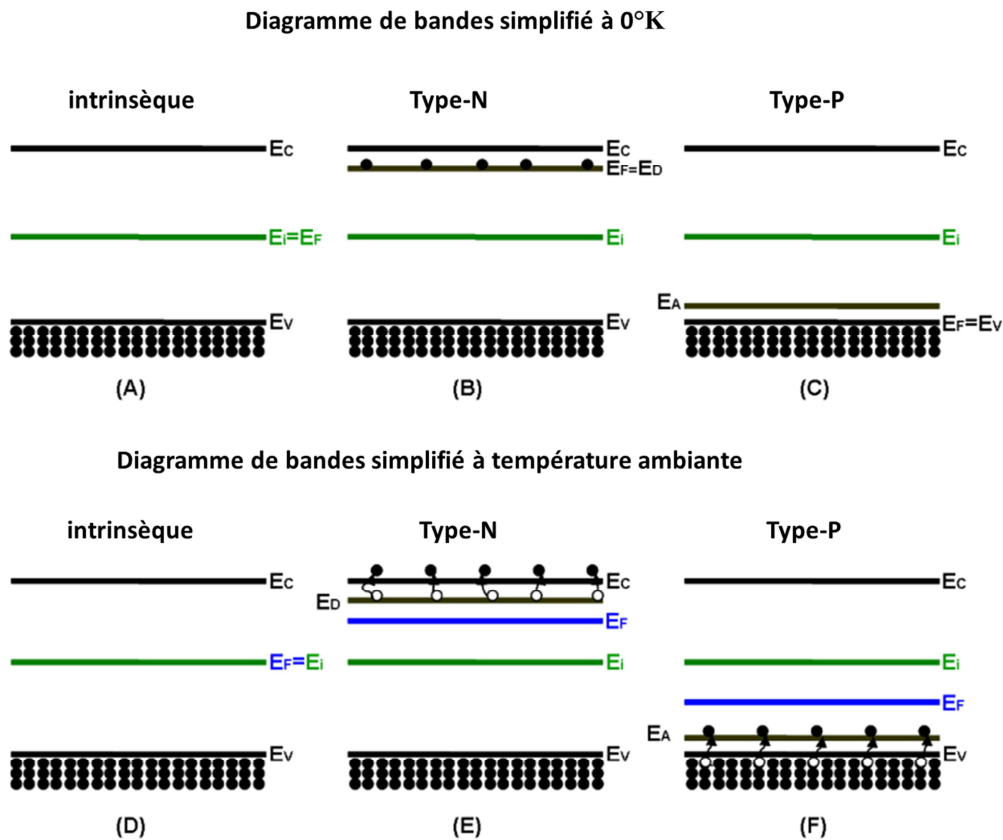 Diagramme de bandes simplifié à 0°K
intrinsèque
Type-N
Type-P
EC
EC
EC
EF=ED
Ei=EF
Ei
Ei
EA
EV
EV
EF=EV
(A)
(B)
(C)
Diagramme de bandes simplifié à température ambiante
intrinsèque
Type-N
Type-P
EC
EC
EC
ED
EF
EF=Ei
Ei
Ei
EF
EA
EV
EV
EV
(D)
(E)
(F)